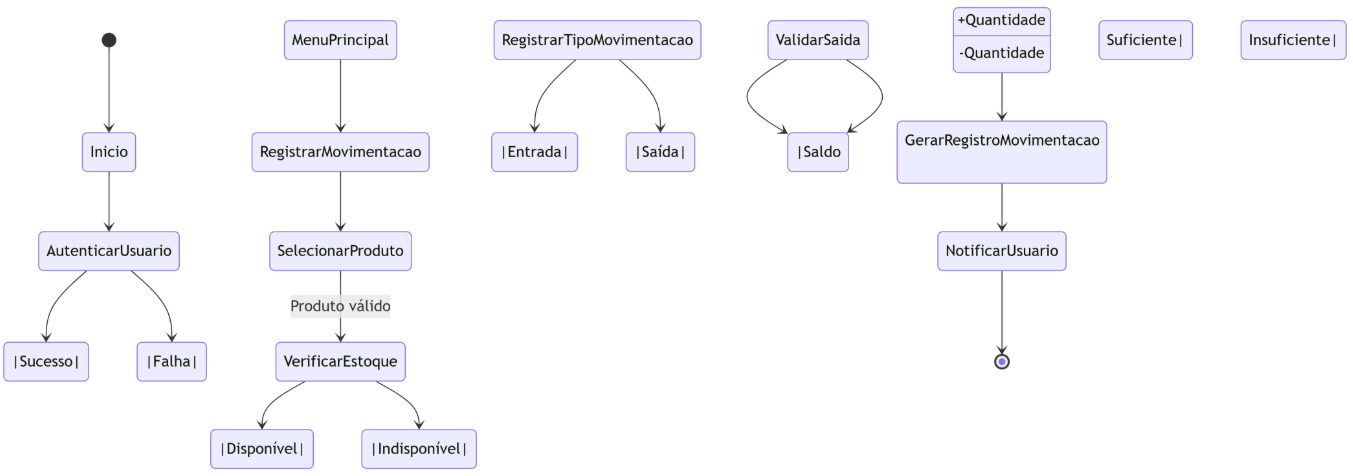 Inicio
AutenticarUsuario
|Sucesso|
|Falha|
MenuPrincipal
RegistrarMovimentacao
SelecionarProduto
Produto válido
VerificarEstoque
|Disponível|
|Indisponível|
RegistrarTipoMovimentacao
|Entrada|
|Saída|
ValidarSaida
|Saldo
+Quantidade
-Quantidade
GerarRegistroMovimentacao
NotificarUsuario
Suficiente|
Insuficiente|